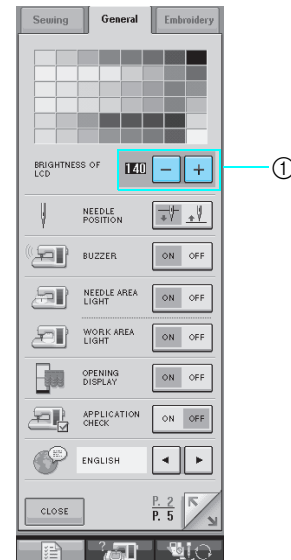 Sewing General Embroidery
BRIGHTNESS OF
LCD
140 − +
①
NEEDLE
POSITION
BUZZER ON OFF
NEEDLE AREA
LIGHT
ON OFF
WORK AREA
LIGHT
ON OFF
OPENING
DISPLAY
ON OFF
APPLICATION
CHECK
ON OFF
ENGLISH
CLOSE
P. 2
P. 5